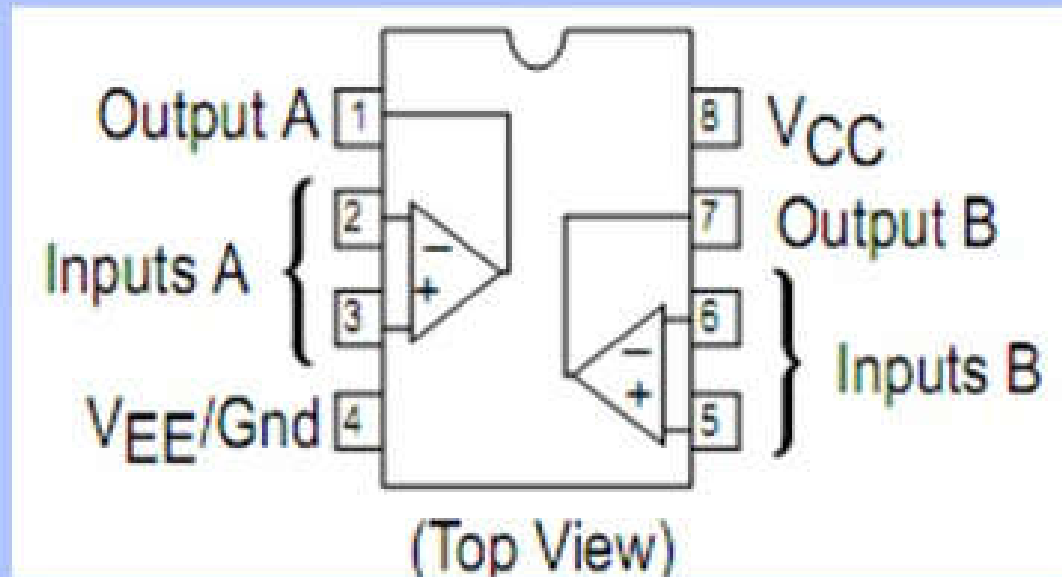 Output A
1
2
Inputs A
3
VEE/Gnd
4
8
VCC
7
Output B
6
Inputs B
5
−
+
−
+
(Top View)